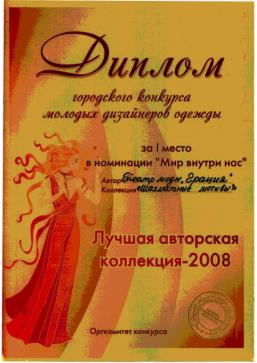 Диплом
городского конкурса
молодых дизайнеров одежды
за I место
в номинации "Мир внутри нас"
Автор Театр моды "Грация"
Коллекция "Шахматные мотивы"
Лучшая авторская
коллекция-2008
Оргкомитет конкурса